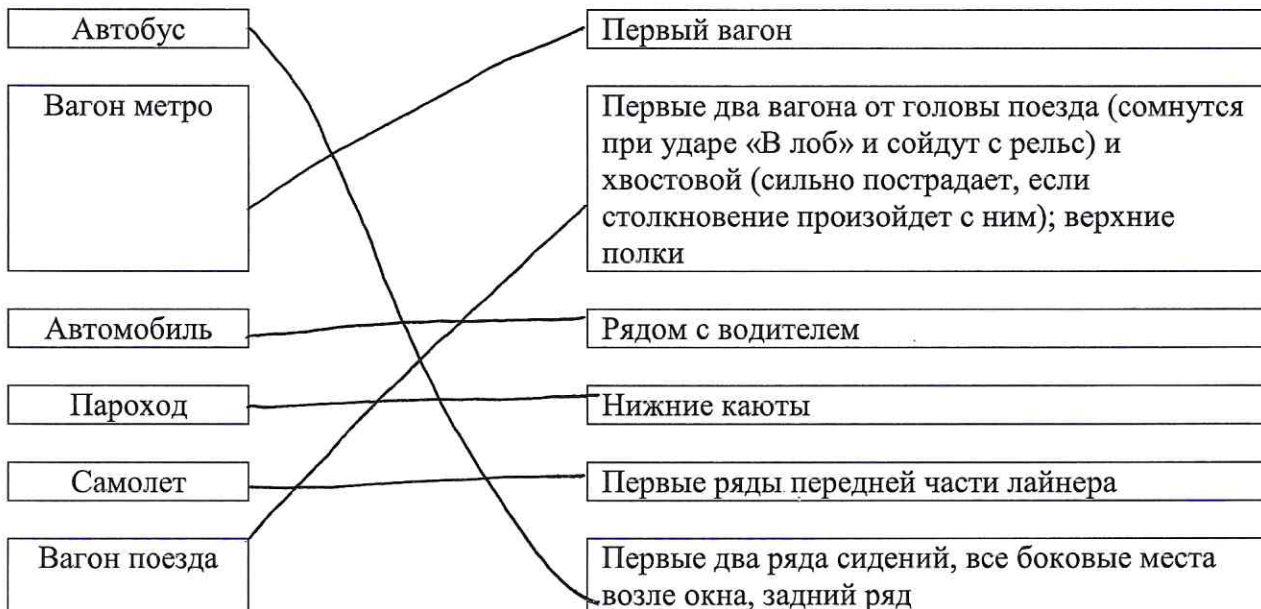 Автобус
Первый вагон
Вагон метро
Первые два вагона от головы поезда (сомнутся
при ударе «В лоб» и сойдут с рельс) и
хвостовой (сильно пострадает, если
столкновение произойдет с ним); верхние
полки
Автомобиль
Рядом с водителем
Пароход
Нижние каюты
Самолет
Первые ряды передней части лайнера
Вагон поезда
Первые два ряда сидений, все боковые места
возле окна, задний ряд